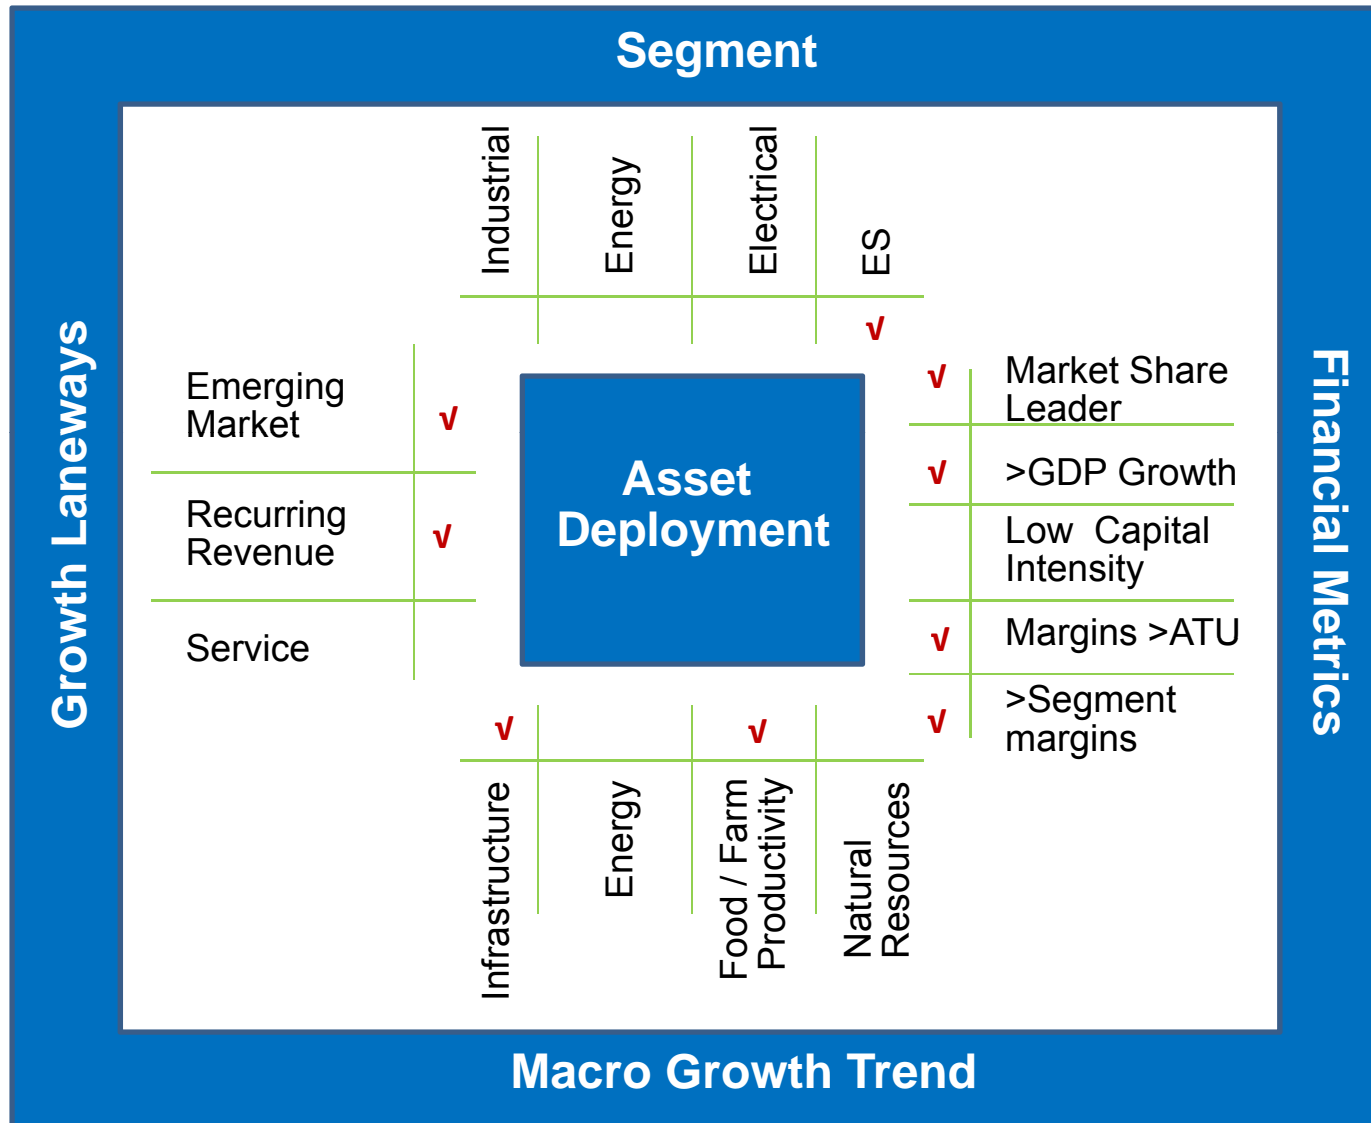 Segment
Industrial
Energy
Electrical
ES
√
Growth Laneways
Emerging
Market
√
Recurring
Revenue
√
Service
Asset
Deployment
√
Market Share
Leader
√
>GDP Growth
Low Capital
Intensity
√
Margins >ATU
√
>Segment
margins
Financial Metrics
√
√
Infrastructure
Energy
Food / Farm
Productivity
Natural
Resources
Macro Growth Trend